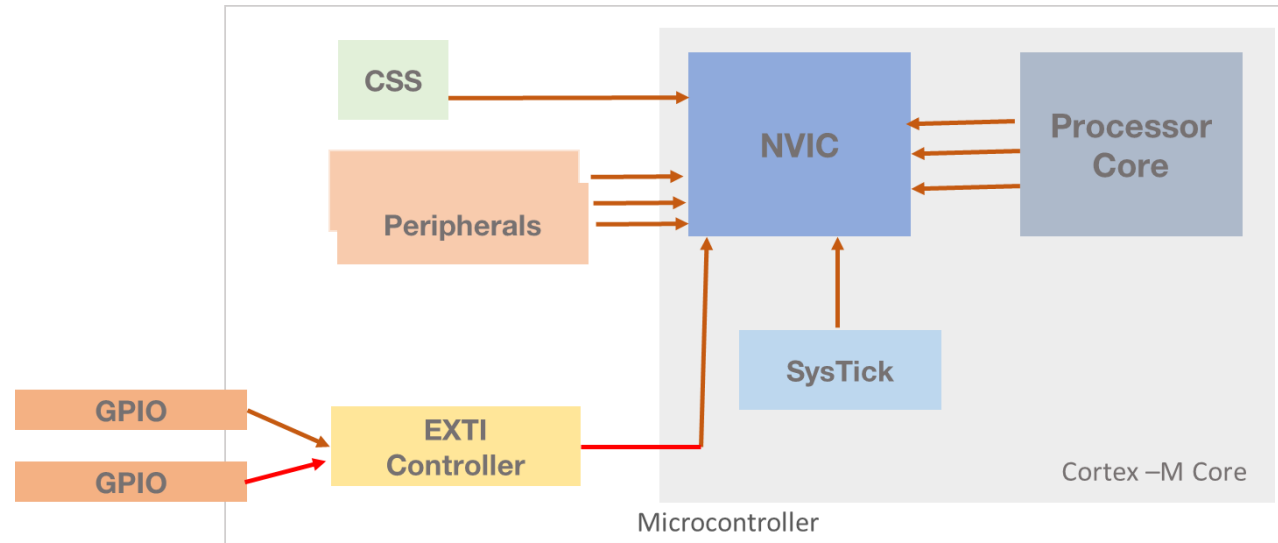 CSS
NVIC
Processor
Core
Peripherals
SysTick
GPIO
EXTI
Controller
GPIO
Cortex –M Core
Microcontroller